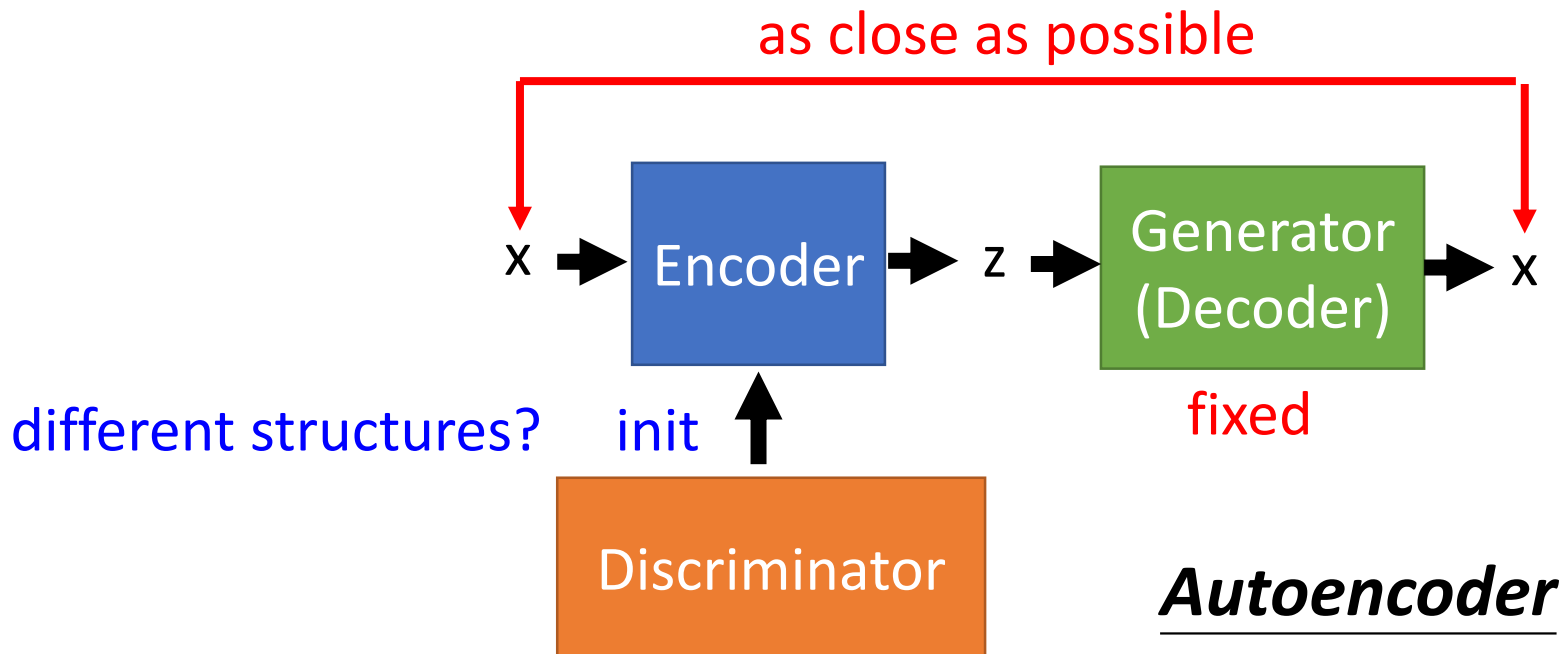 as close as possible
x
Encoder
z
Generator
(Decoder)
x
different structures?
init
fixed
Discriminator
Autoencoder